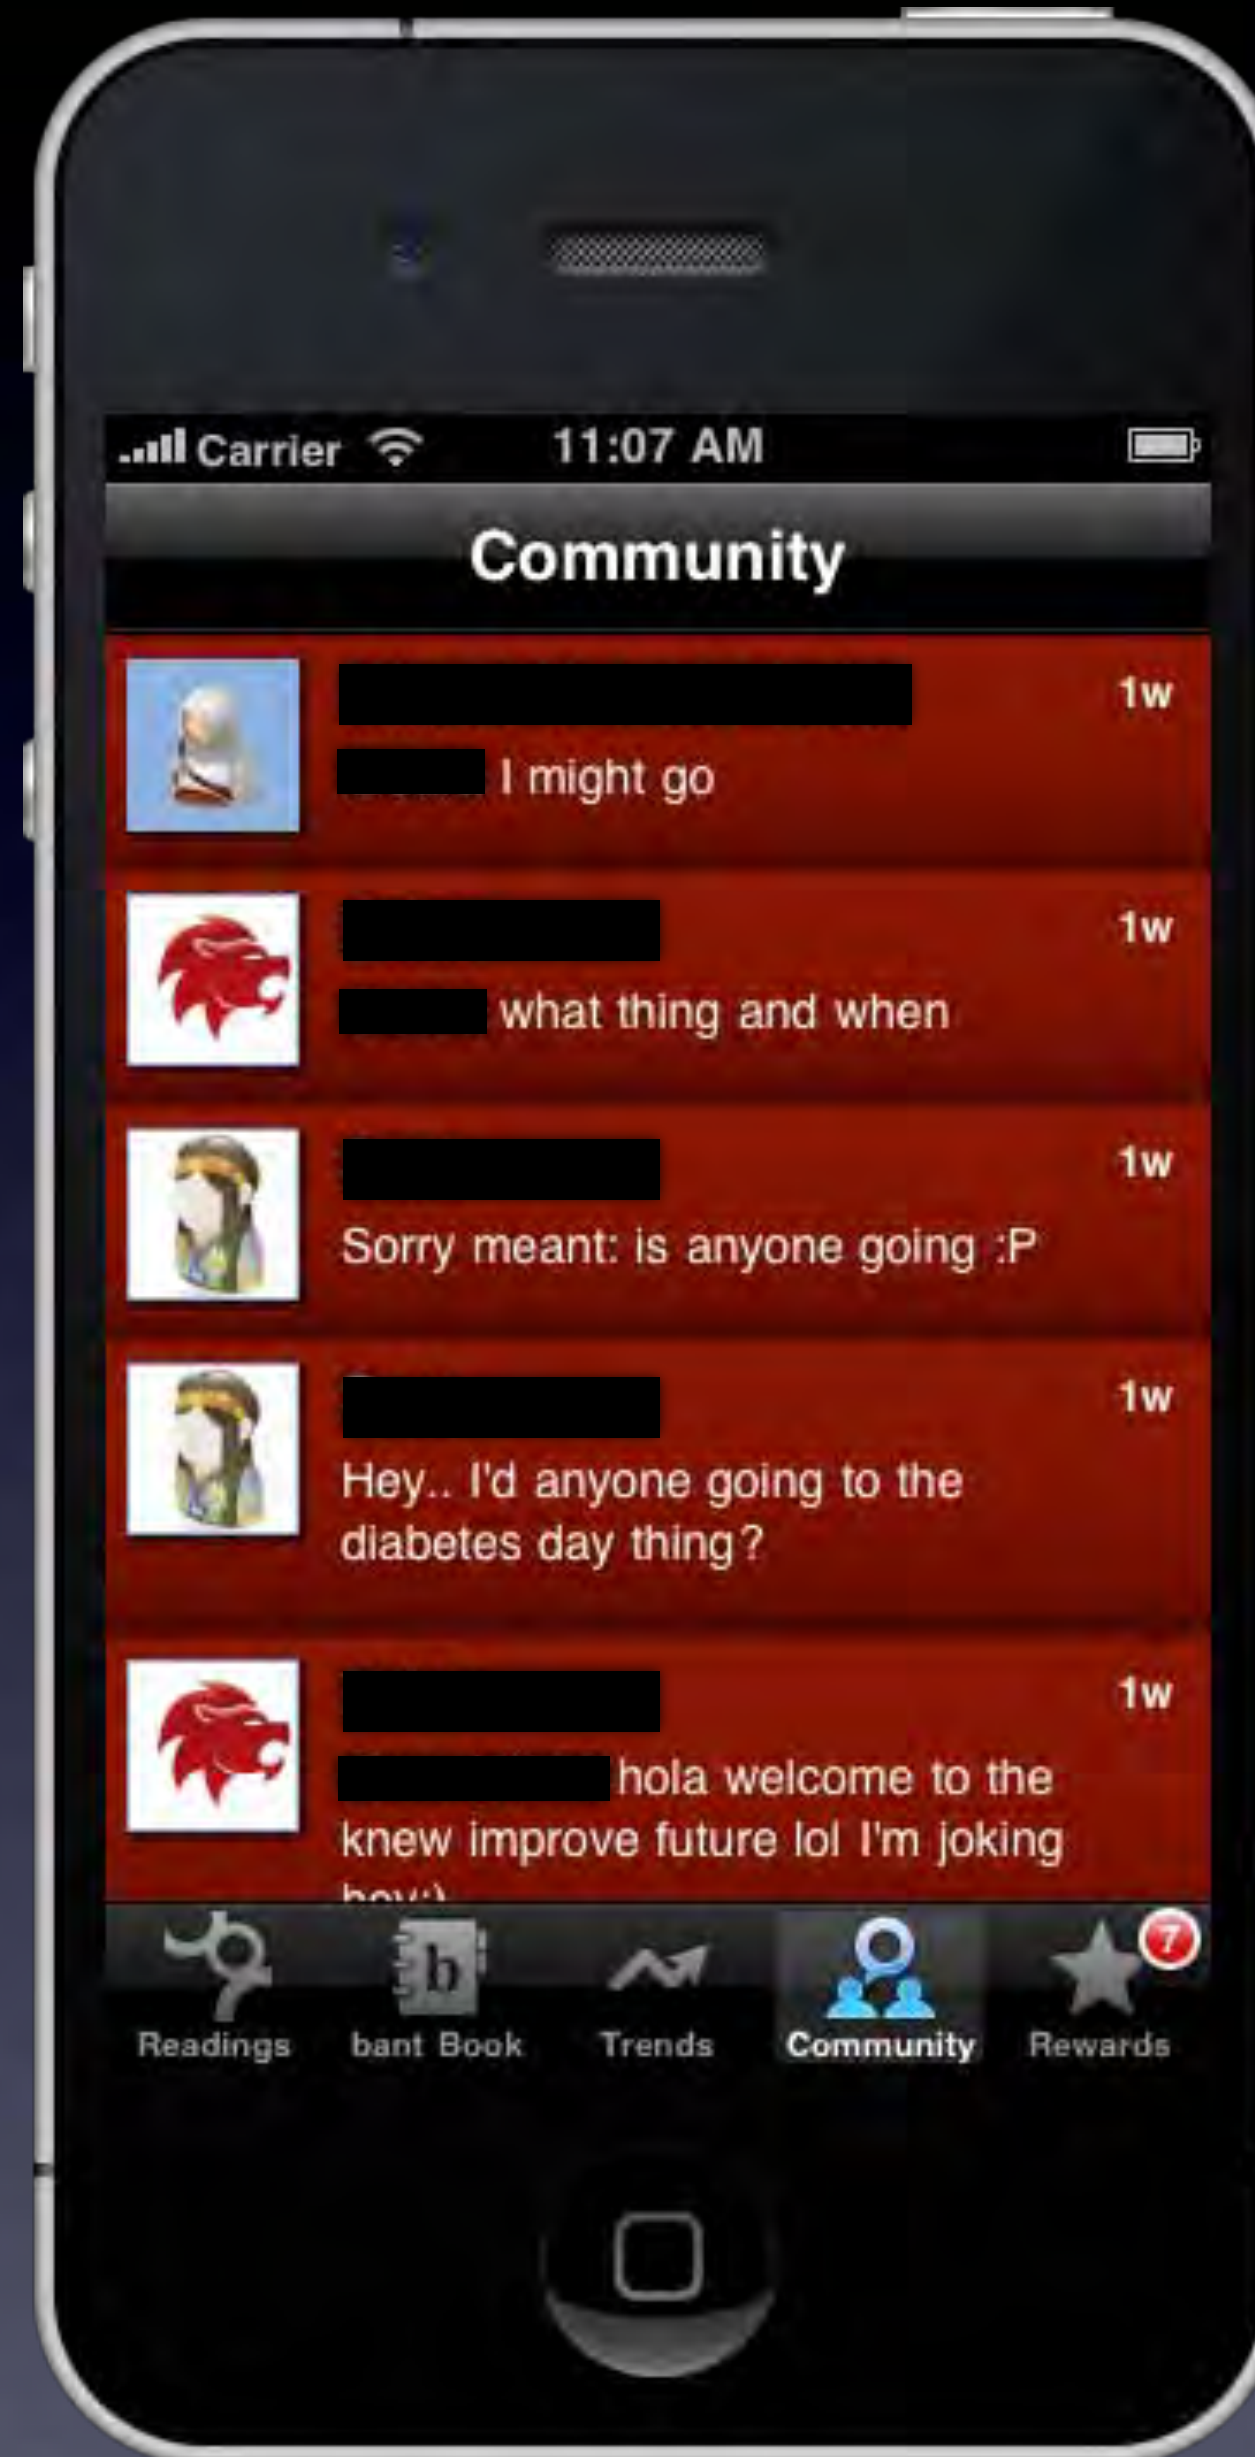 Carrier 11:07 AM
Community
1w
I might go
1w
what thing and when
1w
Sorry meant: is anyone going :P
1w
Hey.. I'd anyone going to the
diabetes day thing?
1w
hola welcome to the
knew improve future lol I'm joking
b
7
Readings bant Book Trends Community Rewards